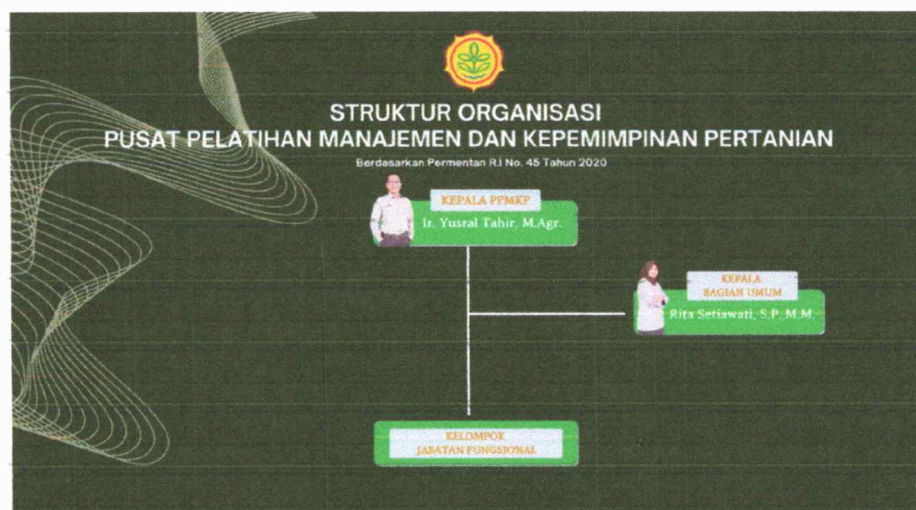 STRUKTUR ORGANISASI
PUSAT PELATIHAN MANAJEMEN DAN KEPEMIMPINAN PERTANIAN
Berdasarkan Permentan R.I No. 45 Tahun 2020
KEPALA PPMKP
Ir. Yusral Tahir, M.Agr.
KEPALA
BAGIAN UMUM
Rita Setiawati, S.P., M.M.
KELOMPOK
JABATAN FUNGSIONAL